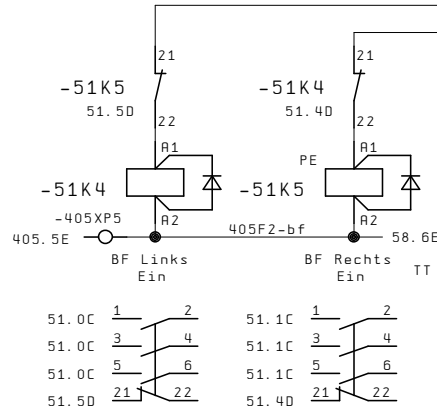 21 21
-51K5 -51K4
51.5D 51.4D
22 22
A1 PE A1
-51K4 -51K5
-405XP5 A2 A2
405.5E 405F2-bf 58.6E
BF Links BF Rechts
Ein Ein TT
51.0C 1 2 51.1C 1 2
51.0C 3 4 51.1C 3 4
51.0C 5 6 51.1C 5 6
51.5D 21 22 51.4D 21 22